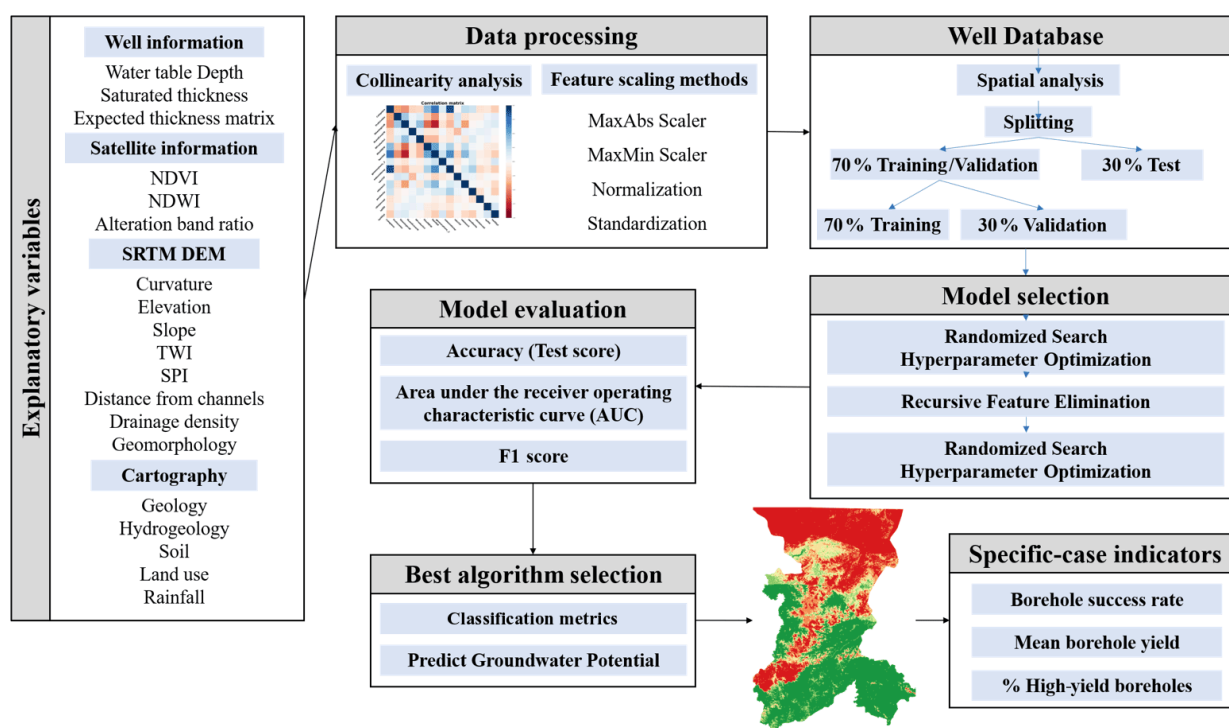 Explanatory variables
Well information
Water table Depth
Saturated thickness
Expected thickness matrix
Satellite information
NDVI
NDWI
Alteration band ratio
SRTM DEM
Curvature
Elevation
Slope
TWI
SPI
Distance from channels
Drainage density
Geomorphology
Cartography
Geology
Hydrogeology
Soil
Land use
Rainfall
Data processing
Collinearity analysis
Correlation matrix
Feature scaling methods
MaxAbs Scaler
MaxMin Scaler
Normalization
Standardization
Well Database
Spatial analysis
Splitting
70% Training/Validation
30% Test
70% Training
30% Validation
Model selection
Randomized Search
Hyperparameter Optimization
Recursive Feature Elimination
Randomized Search
Hyperparameter Optimization
Model evaluation
Accuracy (Test score)
Area under the receiver operating
characteristic curve (AUC)
F1 score
Best algorithm selection
Classification metrics
Predict Groundwater Potential
Specific-case indicators
Borehole success rate
Mean borehole yield
% High-yield boreholes